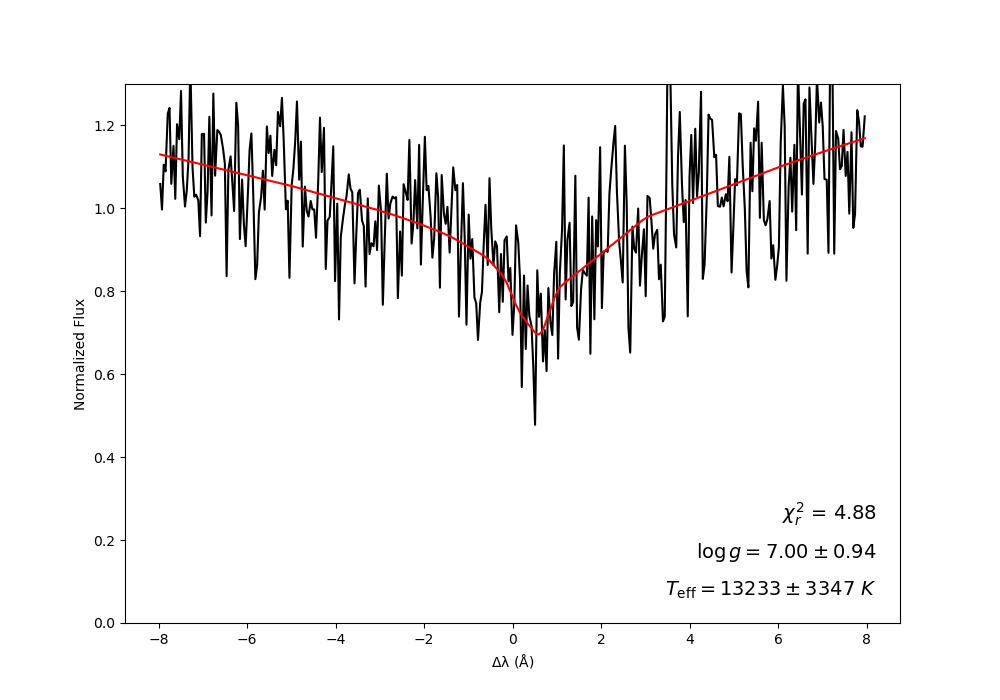 1.2
1.0
0.8
0.6
0.4
0.2
0.0
Normalized Flux
χ²ᵣ = 4.88
log g = 7.00 ± 0.94
T_eff = 13233 ± 3347 K
−8 −6 −4 −2 0 2 4 6 8
Δλ (Å)